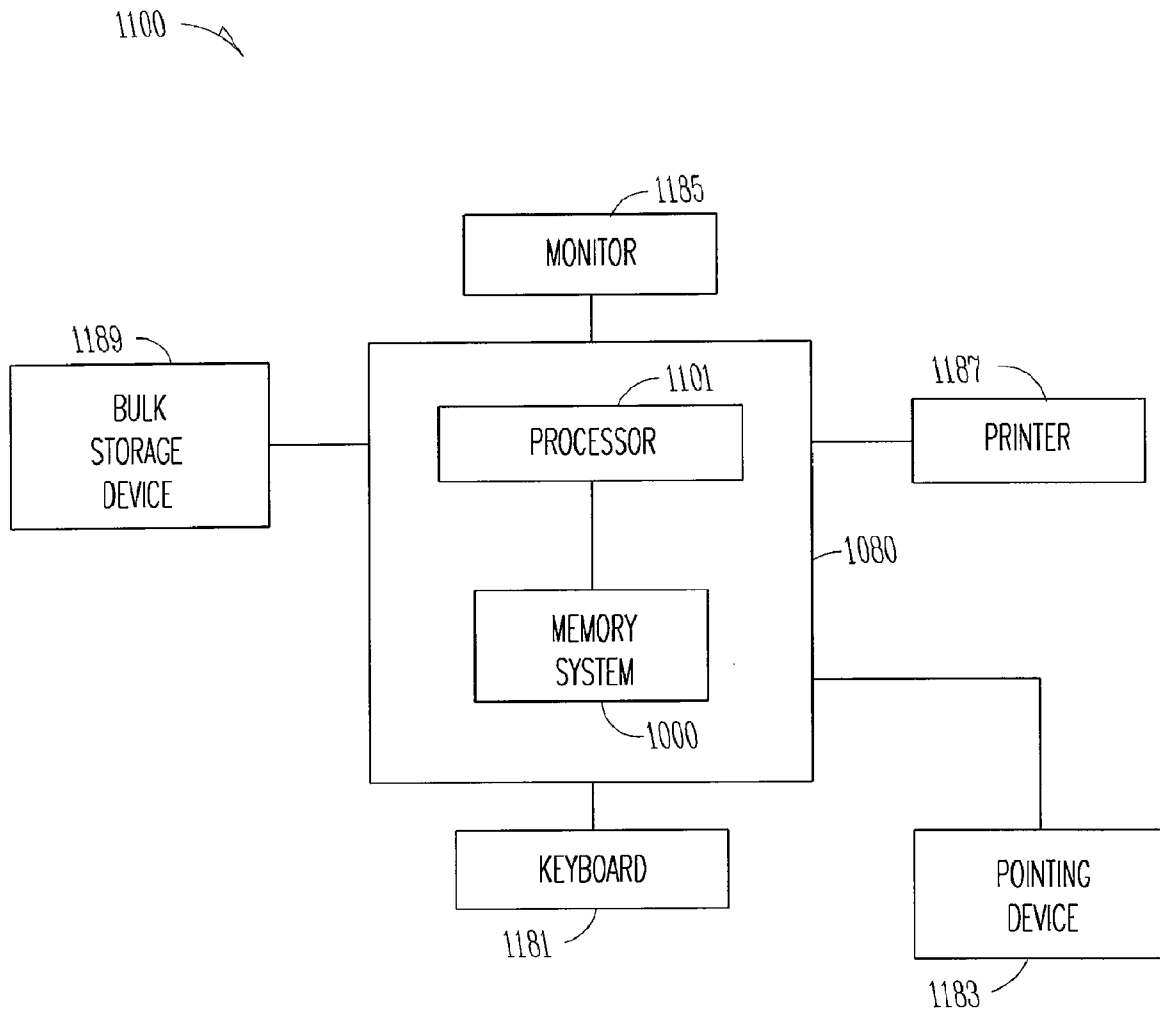 1100
1185
MONITOR
1189
BULK
STORAGE
DEVICE
1101
PROCESSOR
1187
PRINTER
1080
MEMORY
SYSTEM
1000
KEYBOARD
1181
POINTING
DEVICE
1183